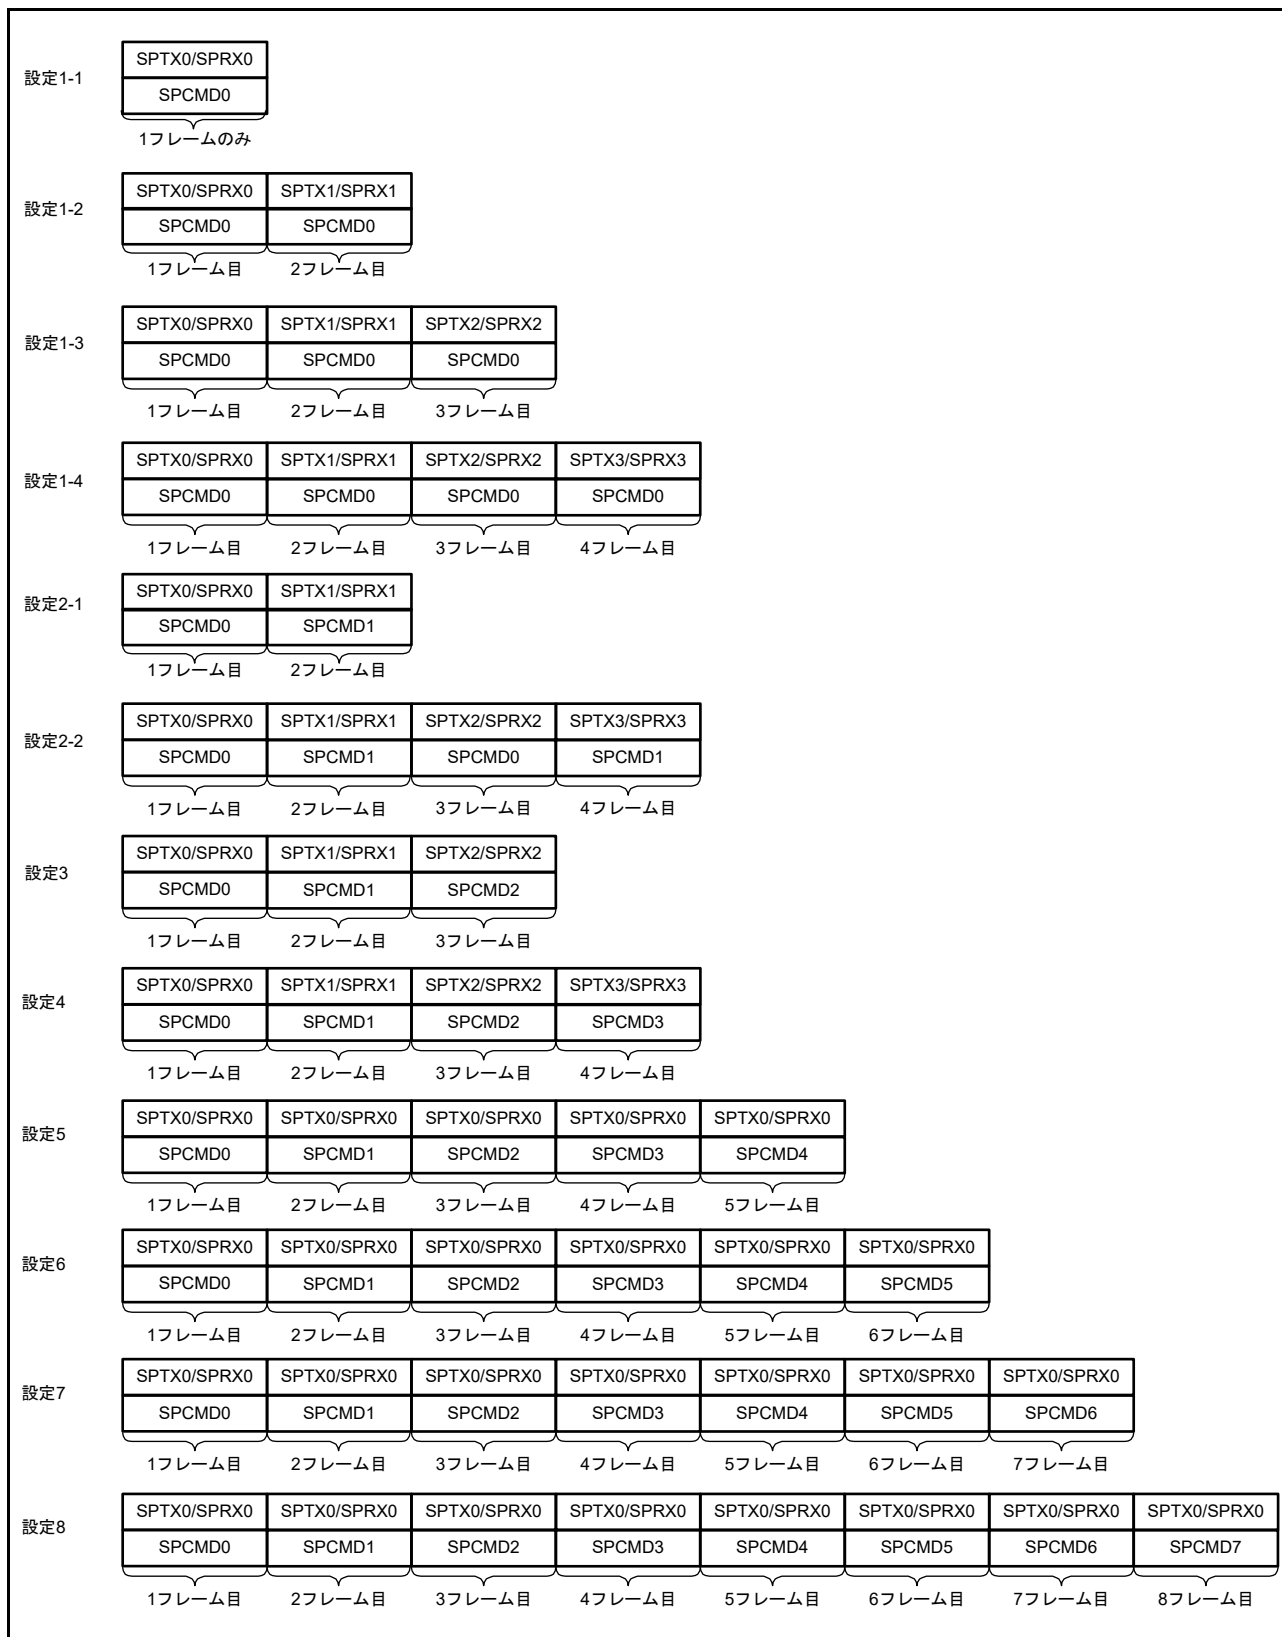 設定1-1
SPTX0/SPRX0
SPCMD0
1フレームのみ
設定1-2
SPTX0/SPRX0 SPTX1/SPRX1
SPCMD0 SPCMD0
1フレーム目 2フレーム目
設定1-3
SPTX0/SPRX0 SPTX1/SPRX1 SPTX2/SPRX2
SPCMD0 SPCMD0 SPCMD0
1フレーム目 2フレーム目 3フレーム目
設定1-4
SPTX0/SPRX0 SPTX1/SPRX1 SPTX2/SPRX2 SPTX3/SPRX3
SPCMD0 SPCMD0 SPCMD0 SPCMD0
1フレーム目 2フレーム目 3フレーム目 4フレーム目
設定2-1
SPTX0/SPRX0 SPTX1/SPRX1
SPCMD0 SPCMD1
1フレーム目 2フレーム目
設定2-2
SPTX0/SPRX0 SPTX1/SPRX1 SPTX2/SPRX2 SPTX3/SPRX3
SPCMD0 SPCMD1 SPCMD0 SPCMD1
1フレーム目 2フレーム目 3フレーム目 4フレーム目
設定3
SPTX0/SPRX0 SPTX1/SPRX1 SPTX2/SPRX2
SPCMD0 SPCMD1 SPCMD2
1フレーム目 2フレーム目 3フレーム目
設定4
SPTX0/SPRX0 SPTX1/SPRX1 SPTX2/SPRX2 SPTX3/SPRX3
SPCMD0 SPCMD1 SPCMD2 SPCMD3
1フレーム目 2フレーム目 3フレーム目 4フレーム目
設定5
SPTX0/SPRX0 SPTX0/SPRX0 SPTX0/SPRX0 SPTX0/SPRX0 SPTX0/SPRX0
SPCMD0 SPCMD1 SPCMD2 SPCMD3 SPCMD4
1フレーム目 2フレーム目 3フレーム目 4フレーム目 5フレーム目
設定6
SPTX0/SPRX0 SPTX0/SPRX0 SPTX0/SPRX0 SPTX0/SPRX0 SPTX0/SPRX0 SPTX0/SPRX0
SPCMD0 SPCMD1 SPCMD2 SPCMD3 SPCMD4 SPCMD5
1フレーム目 2フレーム目 3フレーム目 4フレーム目 5フレーム目 6フレーム目
設定7
SPTX0/SPRX0 SPTX0/SPRX0 SPTX0/SPRX0 SPTX0/SPRX0 SPTX0/SPRX0 SPTX0/SPRX0 SPTX0/SPRX0
SPCMD0 SPCMD1 SPCMD2 SPCMD3 SPCMD4 SPCMD5 SPCMD6
1フレーム目 2フレーム目 3フレーム目 4フレーム目 5フレーム目 6フレーム目 7フレーム目
設定8
SPTX0/SPRX0 SPTX0/SPRX0 SPTX0/SPRX0 SPTX0/SPRX0 SPTX0/SPRX0 SPTX0/SPRX0 SPTX0/SPRX0 SPTX0/SPRX0
SPCMD0 SPCMD1 SPCMD2 SPCMD3 SPCMD4 SPCMD5 SPCMD6 SPCMD7
1フレーム目 2フレーム目 3フレーム目 4フレーム目 5フレーム目 6フレーム目 7フレーム目 8フレーム目